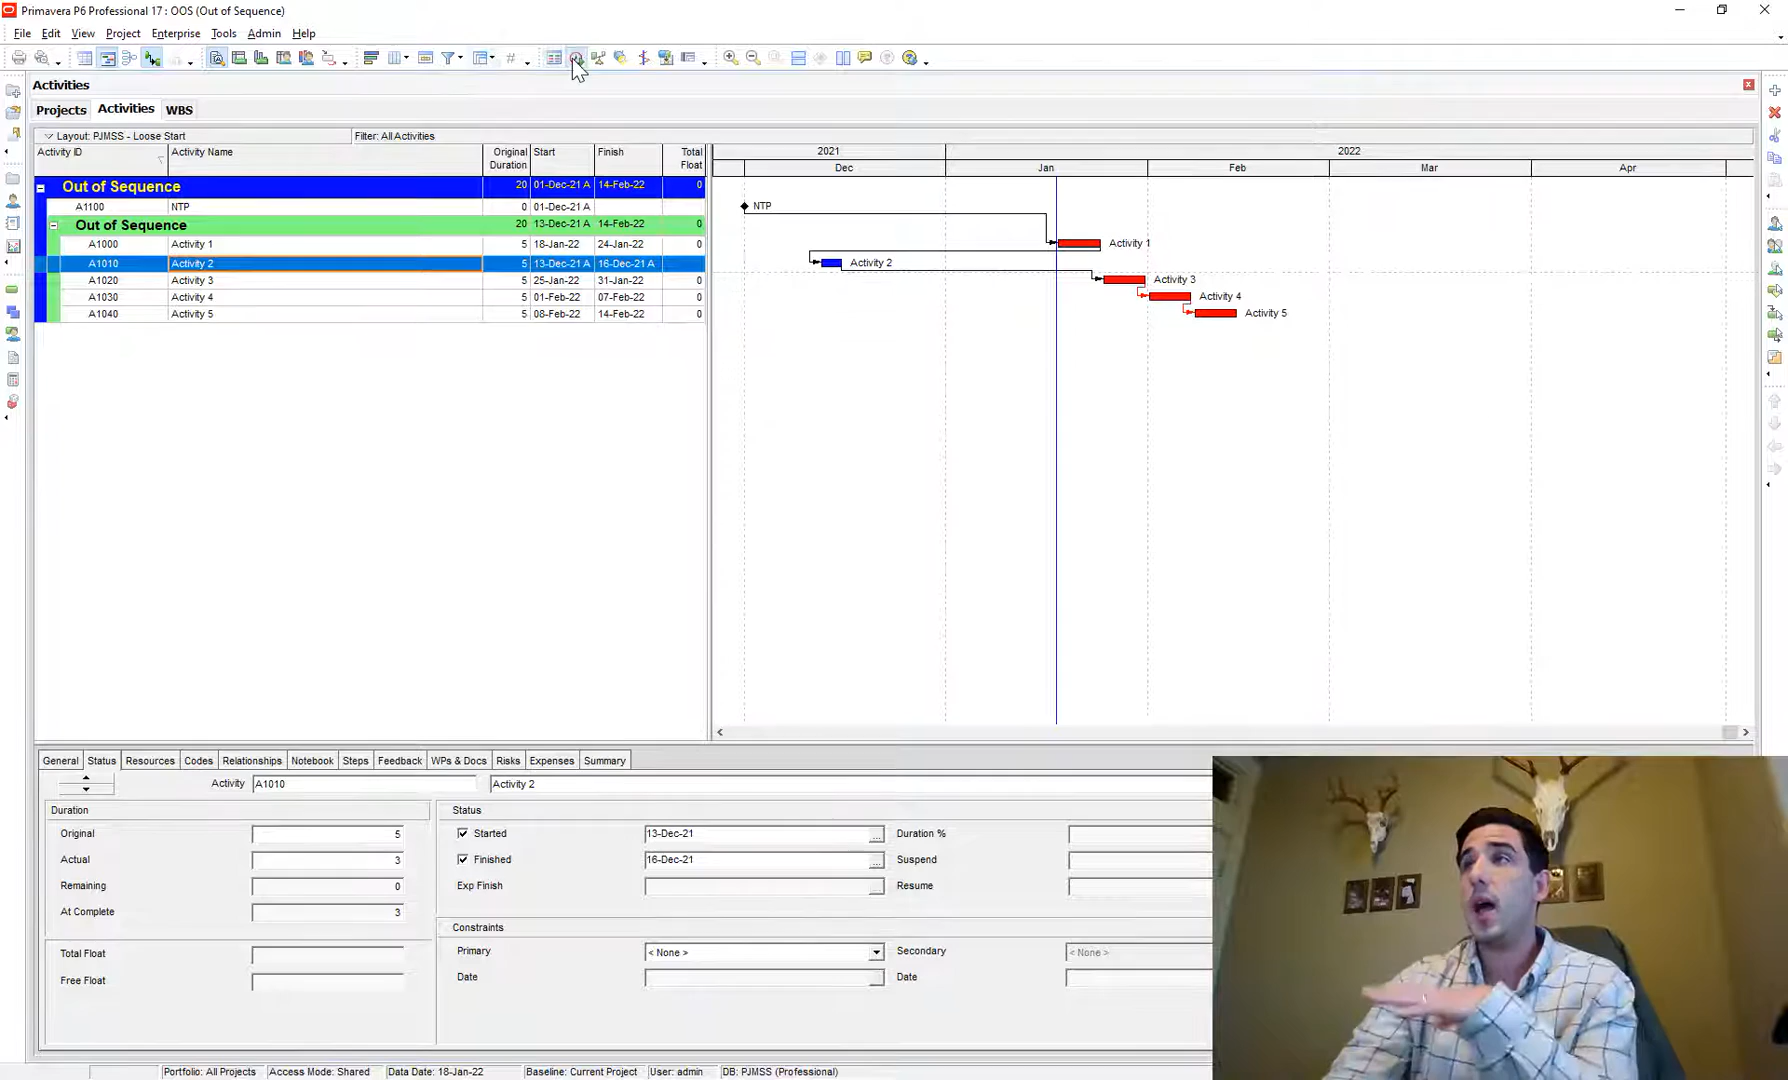 Primavera P6 Professional 17 : OOS (Out of Sequence)
File Edit View Project Enterprise Tools Admin Help
Activities
Projects Activities WBS
Layout: PJMSS - Loose Start Filter: All Activities
Activity ID Activity Name Original Duration Start Finish Total Float
2021 2022
Dec Jan Feb Mar Apr
Out of Sequence 20 01-Dec-21 A 14-Feb-22 0
A1100 NTP 0 01-Dec-21 A NTP
Out of Sequence 20 13-Dec-21 A 14-Feb-22 0
A1000 Activity 1 5 18-Jan-22 24-Jan-22 0 Activity 1
A1010 Activity 2 5 13-Dec-21 A 16-Dec-21 A 0 Activity 2
A1020 Activity 3 5 25-Jan-22 31-Jan-22 0 Activity 3
A1030 Activity 4 5 01-Feb-22 07-Feb-22 0 Activity 4
A1040 Activity 5 5 08-Feb-22 14-Feb-22 0 Activity 5
General Status Resources Codes Relationships Notebook Steps Feedback WPs & Docs Risks Expenses Summary
Activity A1010 Activity 2
Duration Status
Original 5 Started 13-Dec-21 Duration %
Actual 3 Finished 16-Dec-21 Suspend
Remaining 0 Exp Finish Resume
At Complete 3
Constraints
Total Float Primary < None > Secondary < None >
Free Float Date Date
Portfolio: All Projects Access Mode: Shared Data Date: 18-Jan-22 Baseline: Current Project User: admin DB: PJMSS (Professional)